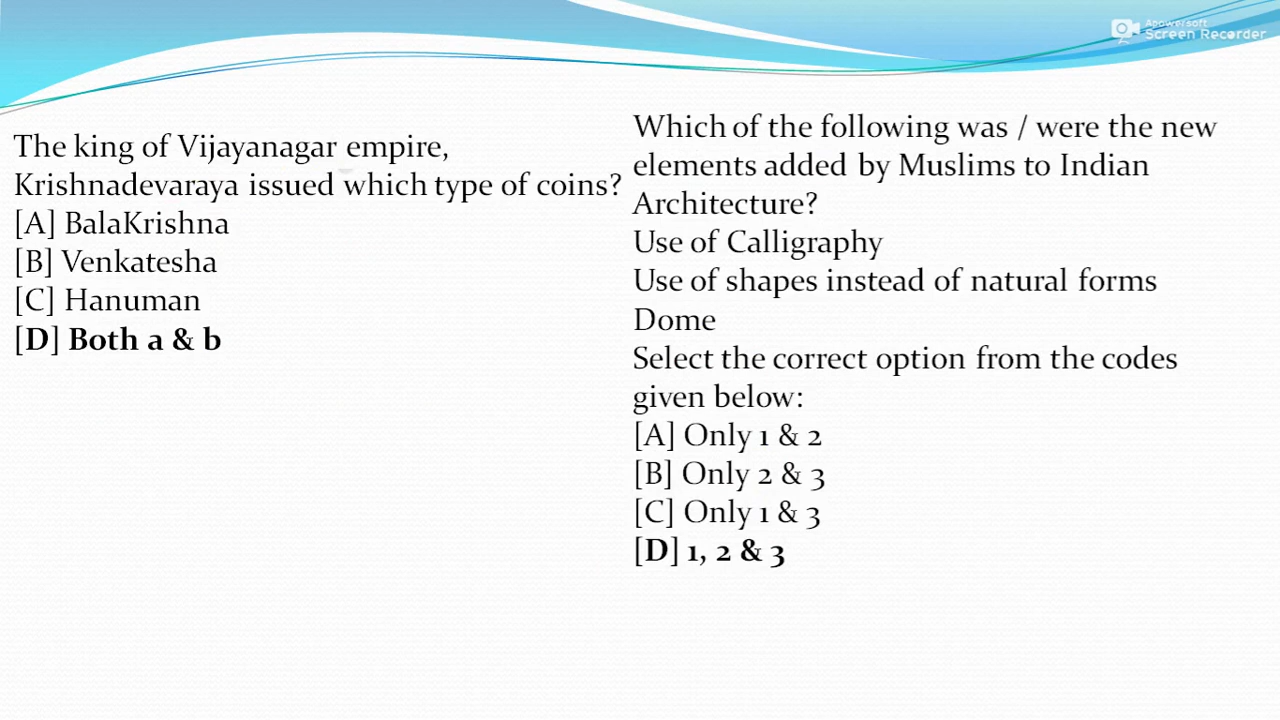 Apowersoft
Screen Recorder
The king of Vijayanagar empire,
Krishnadevaraya issued which type of coins?
[A] BalaKrishna
[B] Venkatesha
[C] Hanuman
[D] Both a & b
Which of the following was / were the new
elements added by Muslims to Indian
Architecture?
Use of Calligraphy
Use of shapes instead of natural forms
Dome
Select the correct option from the codes
given below:
[A] Only 1 & 2
[B] Only 2 & 3
[C] Only 1 & 3
[D] 1, 2 & 3